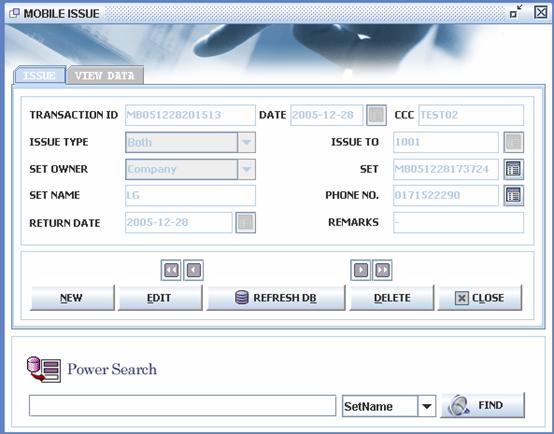 MOBILE ISSUE
ISSUE VIEW DATA
TRANSACTION ID MB051228201513 DATE 2005-12-28 CCC TEST02
ISSUE TYPE Both ISSUE TO 1001
SET OWNER Company SET MB051228173724
SET NAME LG PHONE NO. 0171522290
RETURN DATE 2005-12-28 REMARKS -
NEW EDIT REFRESH DB DELETE CLOSE
Power Search
SetName FIND